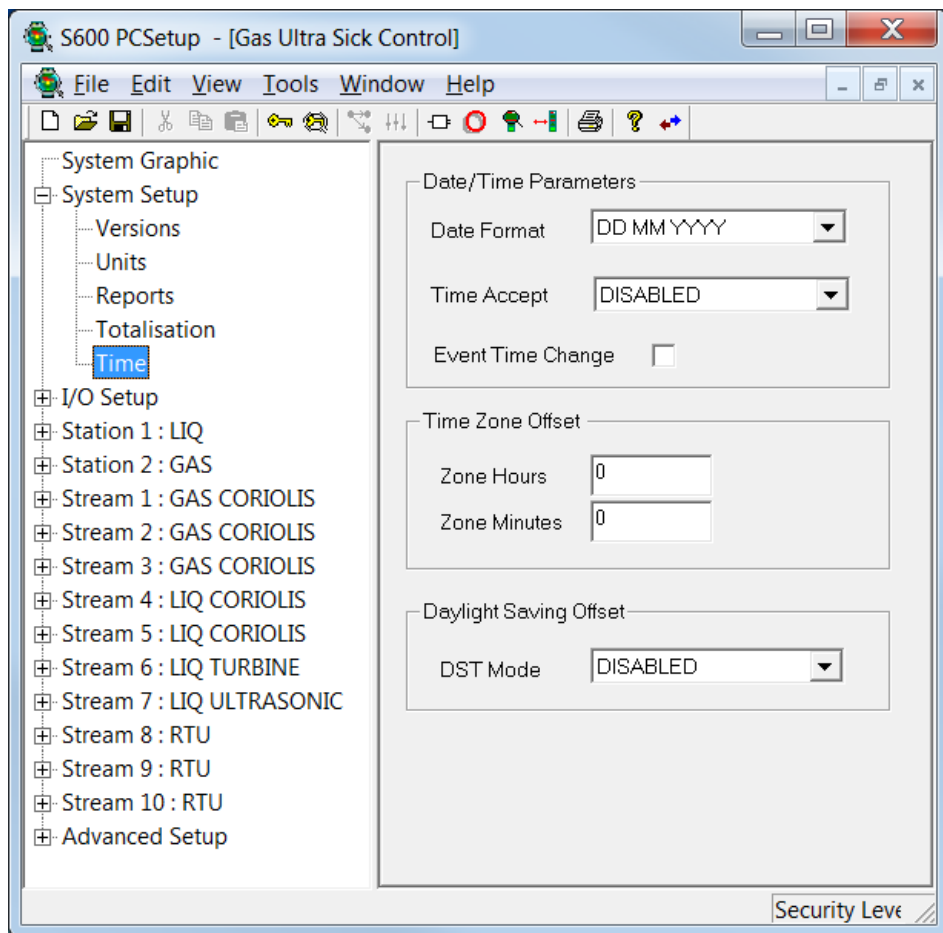 S600 PCSetup - [Gas Ultra Sick Control]
File Edit View Tools Window Help
System Graphic
System Setup
Versions
Units
Reports
Totalisation
Time
I/O Setup
Station 1 : LIQ
Station 2 : GAS
Stream 1 : GAS CORIOLIS
Stream 2 : GAS CORIOLIS
Stream 3 : GAS CORIOLIS
Stream 4 : LIQ CORIOLIS
Stream 5 : LIQ CORIOLIS
Stream 6 : LIQ TURBINE
Stream 7 : LIQ ULTRASONIC
Stream 8 : RTU
Stream 9 : RTU
Stream 10 : RTU
Advanced Setup
Date/Time Parameters
Date Format DD MM YYYY
Time Accept DISABLED
Event Time Change
Time Zone Offset
Zone Hours 0
Zone Minutes 0
Daylight Saving Offset
DST Mode DISABLED
Security Leve